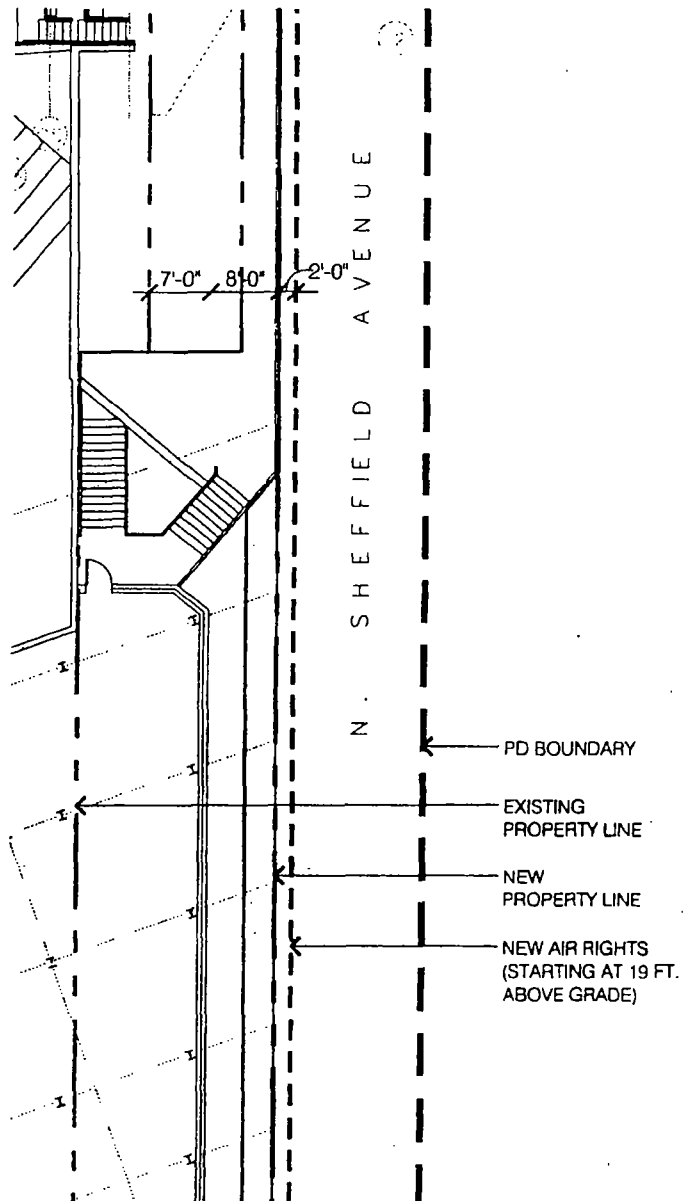 7'-0" 8'-0" 2'-0"
N. SHEFFIELD AVENUE
PD BOUNDARY
EXISTING
PROPERTY LINE
NEW
PROPERTY LINE
NEW AIR RIGHTS
(STARTING AT 19 FT.
ABOVE GRADE)